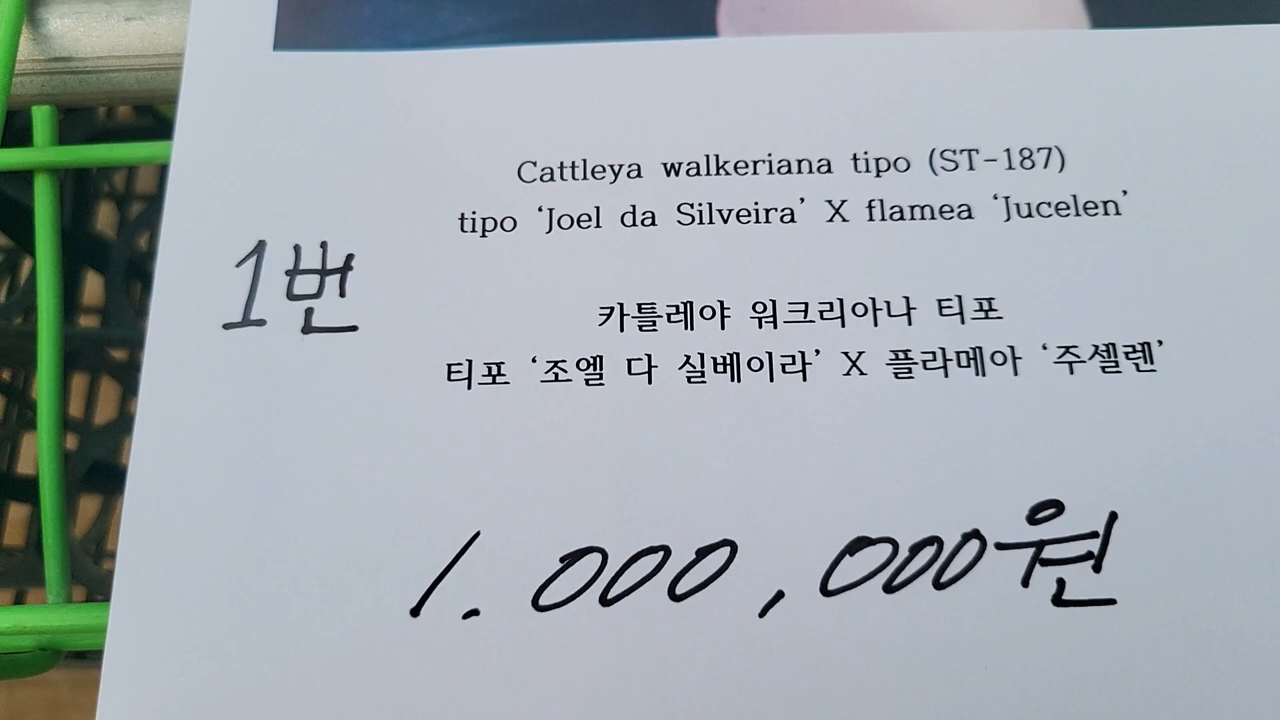 Cattleya walkeriana tipo (ST-187)
tipo ‘Joel da Silveira’ X flamea ‘Jucelen’
1번
카틀레야 워크리아나 티포
티포 ‘조엘 다 실베이라’ X 플라메아 ‘주셀렌’
1.000,000원